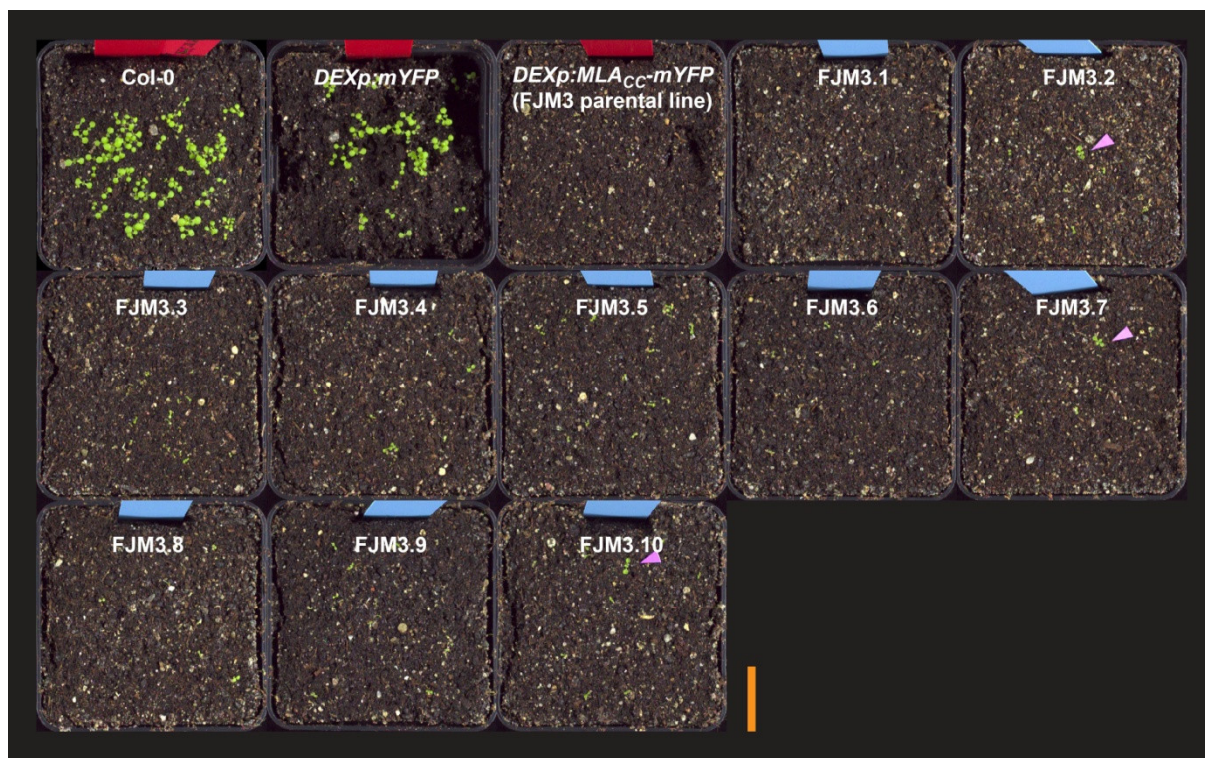 Col-0
DEXp:mYFP
DEXp:MLACC-mYFP
(FJM3 parental line)
FJM3.1
FJM3.2
FJM3.3
FJM3.4
FJM3.5
FJM3.6
FJM3.7
FJM3.8
FJM3.9
FJM3.10